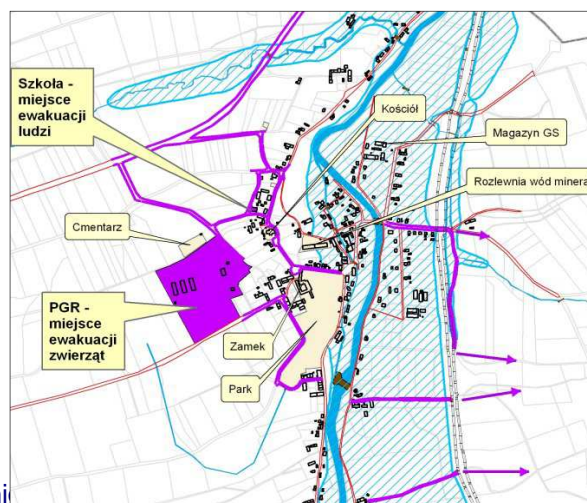 Szkoła -
miejsce
ewakuacji
ludzi
Kościół
Magazyn GS
Rozlewnia wód minera
Cmentarz
PGR -
miejsce
ewakuacji
zwierząt
Zamek
Park